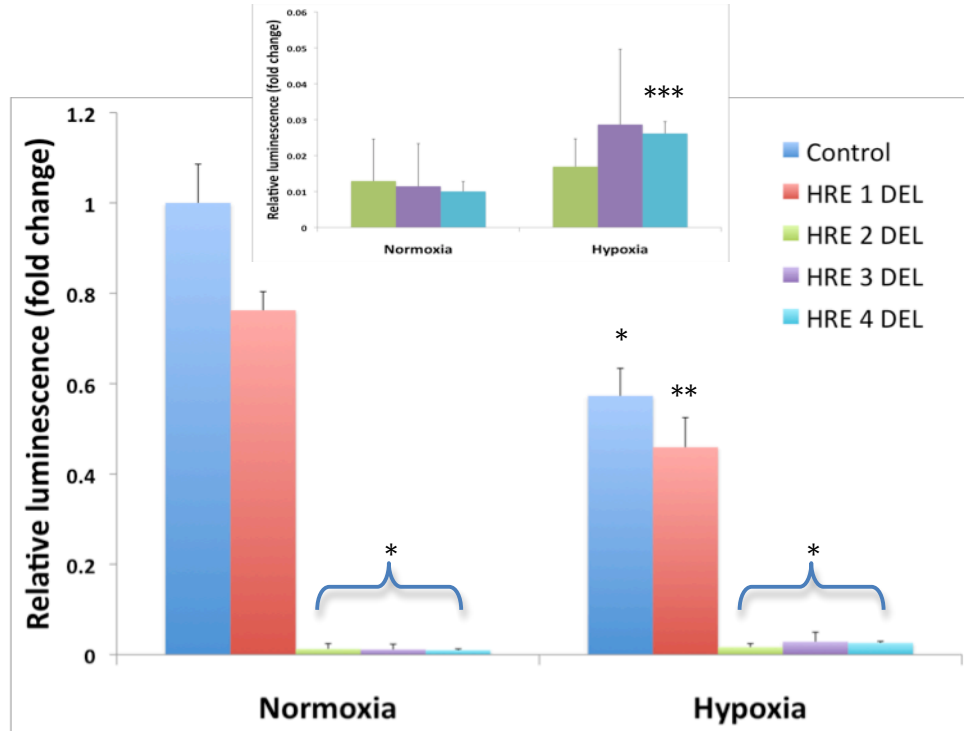 Relative luminescence (fold change)
0.06
0.05
0.04
0.03
0.02
0.01
0
***
Normoxia
Hypoxia
Relative luminescence (fold change)
1.2
1
0.8
0.6
0.4
0.2
0
*
*
**
*
Normoxia
Hypoxia
Control
HRE 1 DEL
HRE 2 DEL
HRE 3 DEL
HRE 4 DEL